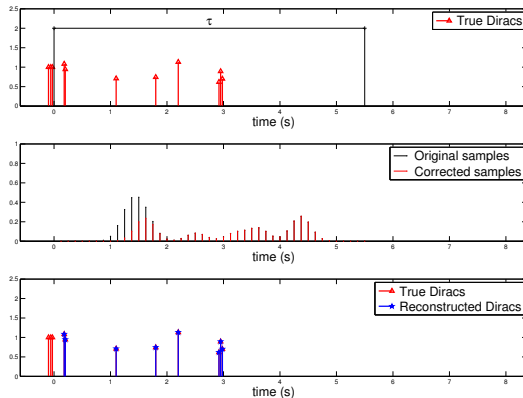 τ
True Diracs
2.5
2
1.5
1
0.5
0
0 1 2 3 4 5 6 7 8
time (s)
Original samples
Corrected samples
1
0.8
0.6
0.4
0.2
0
0 1 2 3 4 5 6 7 8
time (s)
True Diracs
Reconstructed Diracs
2.5
2
1.5
1
0.5
0
0 1 2 3 4 5 6 7 8
time (s)